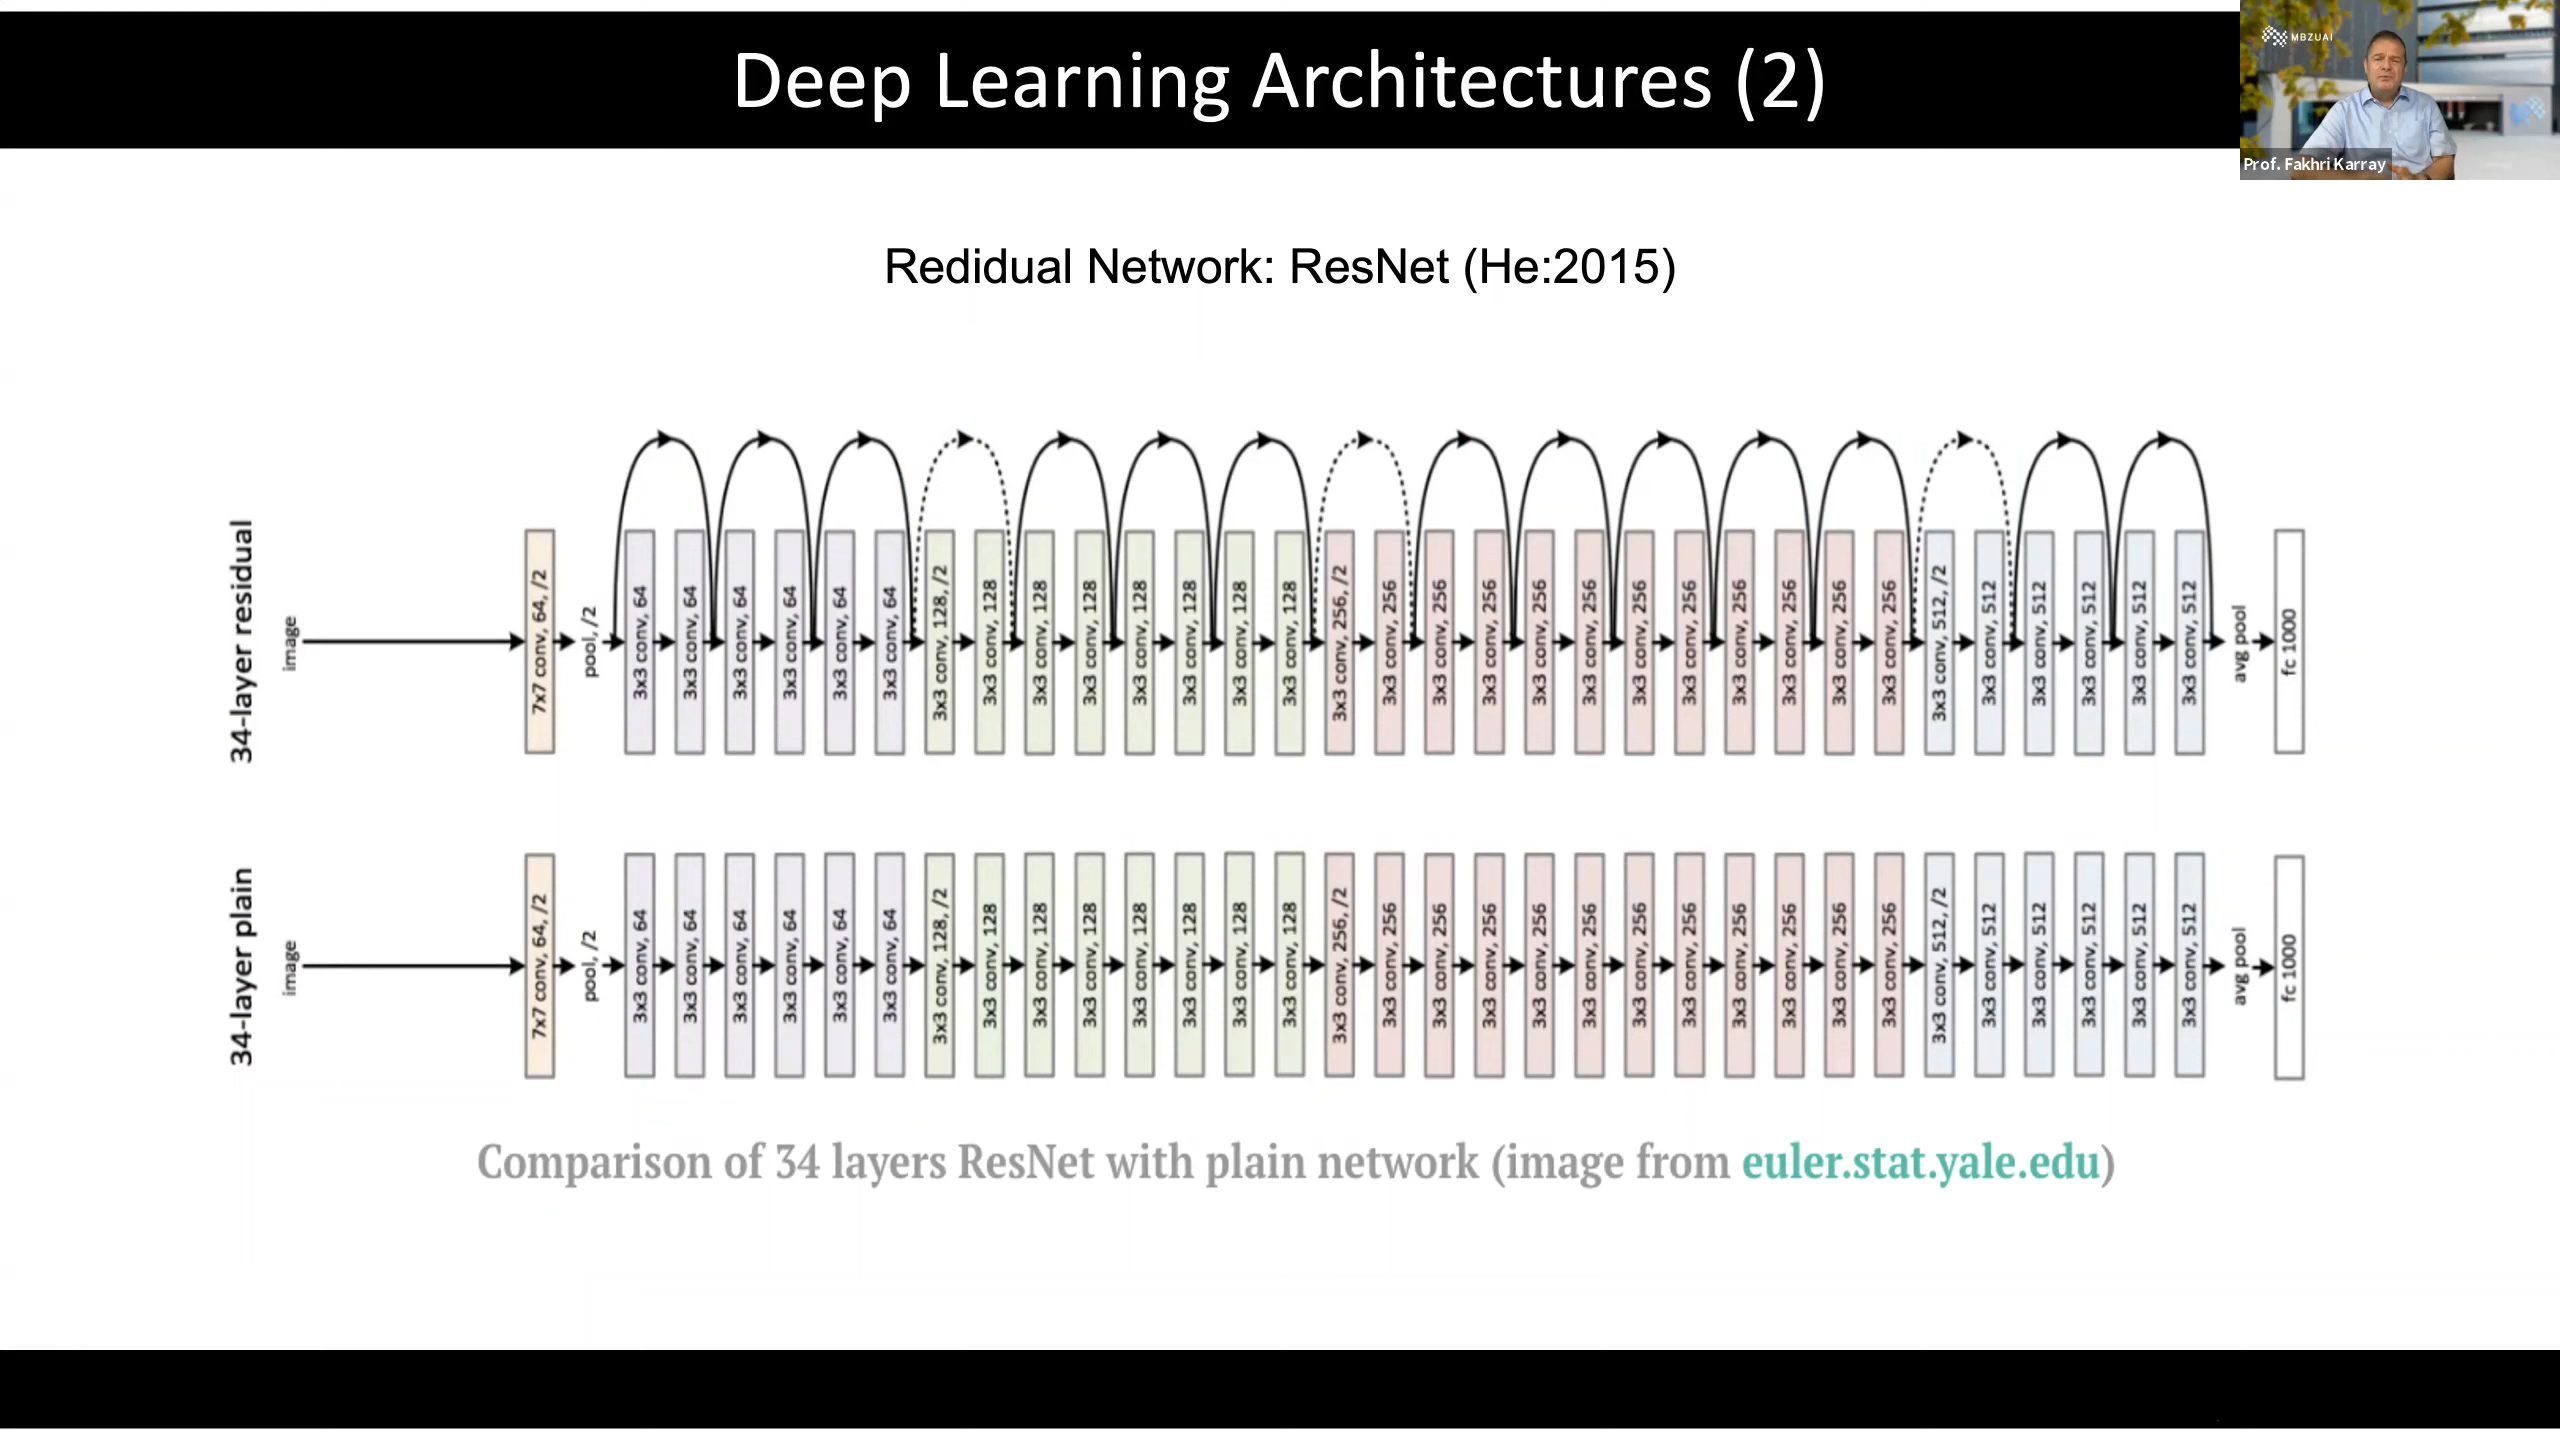 Deep Learning Architectures (2)
MBZUAI
Prof. Fakhri Karray
Redidual Network: ResNet (He:2015)
34-layer residual
image
7x7 conv, 64, /2
pool, /2
3x3 conv, 64
3x3 conv, 64
3x3 conv, 64
3x3 conv, 64
3x3 conv, 64
3x3 conv, 64
3x3 conv, 128, /2
3x3 conv, 128
3x3 conv, 128
3x3 conv, 128
3x3 conv, 128
3x3 conv, 128
3x3 conv, 128
3x3 conv, 128
3x3 conv, 256, /2
3x3 conv, 256
3x3 conv, 256
3x3 conv, 256
3x3 conv, 256
3x3 conv, 256
3x3 conv, 256
3x3 conv, 256
3x3 conv, 256
3x3 conv, 256
3x3 conv, 256
3x3 conv, 256
3x3 conv, 512, /2
3x3 conv, 512
3x3 conv, 512
3x3 conv, 512
3x3 conv, 512
3x3 conv, 512
avg pool
fc 1000
34-layer plain
image
7x7 conv, 64, /2
pool, /2
3x3 conv, 64
3x3 conv, 64
3x3 conv, 64
3x3 conv, 64
3x3 conv, 64
3x3 conv, 64
3x3 conv, 128, /2
3x3 conv, 128
3x3 conv, 128
3x3 conv, 128
3x3 conv, 128
3x3 conv, 128
3x3 conv, 128
3x3 conv, 128
3x3 conv, 256, /2
3x3 conv, 256
3x3 conv, 256
3x3 conv, 256
3x3 conv, 256
3x3 conv, 256
3x3 conv, 256
3x3 conv, 256
3x3 conv, 256
3x3 conv, 256
3x3 conv, 256
3x3 conv, 256
3x3 conv, 512, /2
3x3 conv, 512
3x3 conv, 512
3x3 conv, 512
3x3 conv, 512
3x3 conv, 512
avg pool
fc 1000
Comparison of 34 layers ResNet with plain network (image from euler.stat.yale.edu)